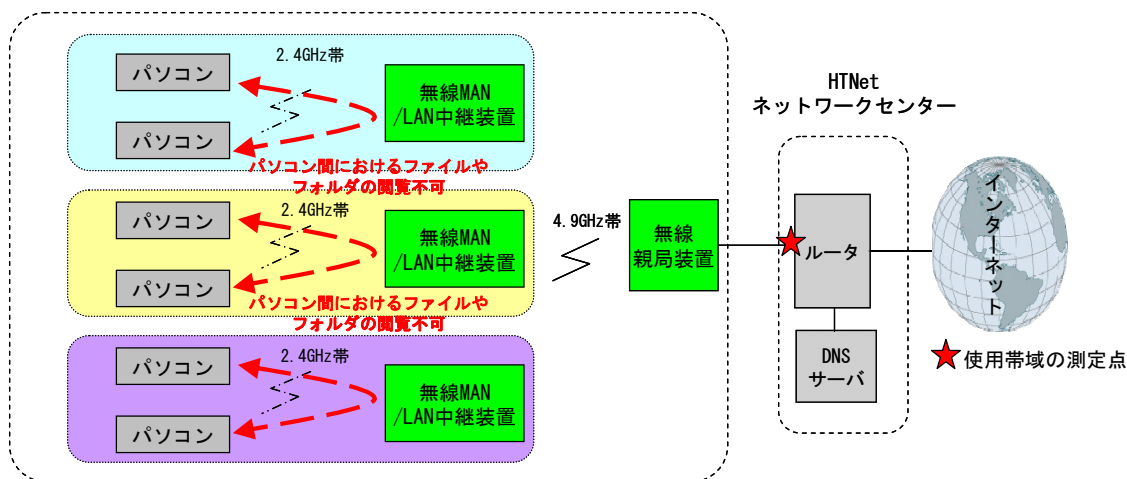 2.4GHz帯
パソコン
パソコン
無線MAN
/LAN中継装置
パソコン間におけるファイルや
フォルダの閲覧不可
2.4GHz帯
パソコン
パソコン
無線MAN
/LAN中継装置
パソコン間におけるファイルや
フォルダの閲覧不可
2.4GHz帯
パソコン
パソコン
無線MAN
/LAN中継装置
4.9GHz帯
無線
親局装置
HTNet
ネットワークセンター
ルータ
DNS
サーバ
インターネット
使用帯域の測定点